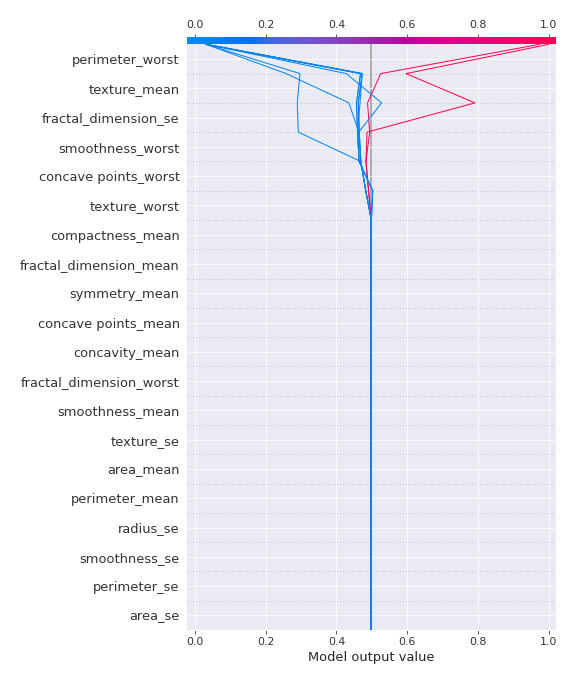 0.0 0.2 0.4 0.6 0.8 1.0
perimeter_worst
texture_mean
fractal_dimension_se
smoothness_worst
concave points_worst
texture_worst
compactness_mean
fractal_dimension_mean
symmetry_mean
concave points_mean
concavity_mean
fractal_dimension_worst
smoothness_mean
texture_se
area_mean
perimeter_mean
radius_se
smoothness_se
perimeter_se
area_se
0.0 0.2 0.4 0.6 0.8 1.0
Model output value